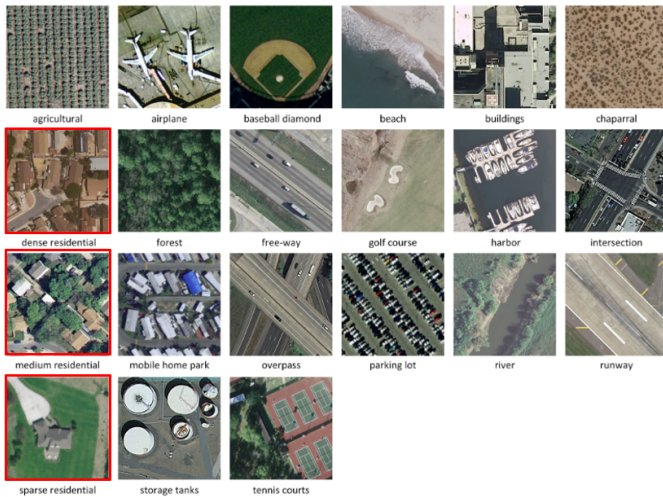 agricultural
airplane
baseball diamond
beach
buildings
chaparral
dense residential
forest
free-way
golf course
harbor
intersection
medium residential
mobile home park
overpass
parking lot
river
runway
sparse residential
storage tanks
tennis courts